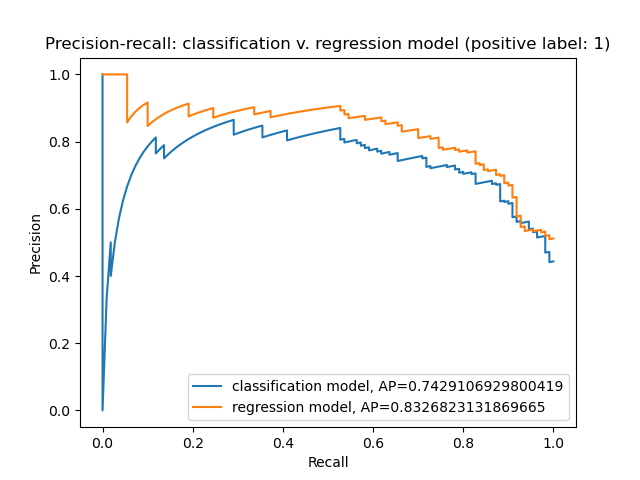 Precision-recall: classification v. regression model (positive label: 1)
1.0
0.8
0.6
0.4
0.2
0.0
Precision
classification model, AP=0.7429106929800419
regression model, AP=0.8326823131869665
0.0 0.2 0.4 0.6 0.8 1.0
Recall